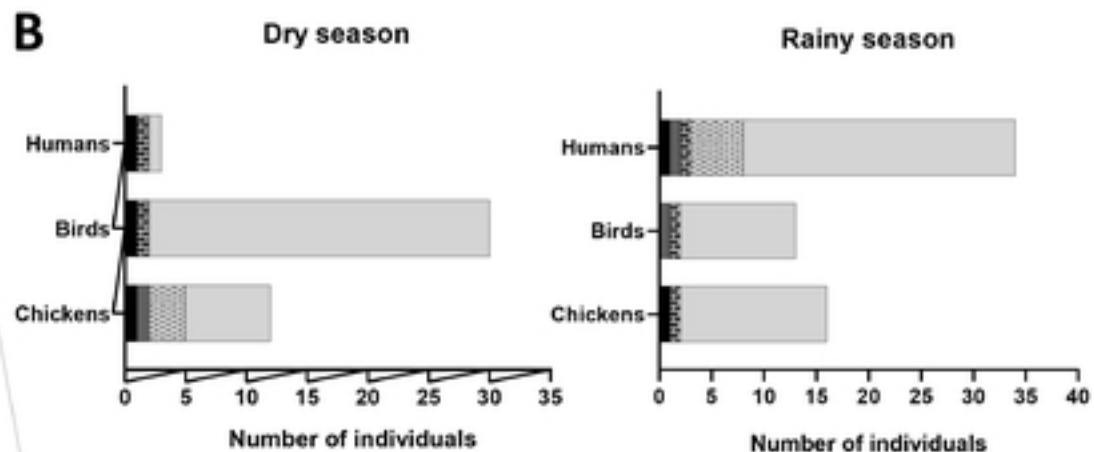 B
Dry season
Humans
Birds
Chickens
0 5 10 15 20 25 30 35
Number of individuals
Rainy season
Humans
Birds
Chickens
0 5 10 15 20 25 30 35 40
Number of individuals